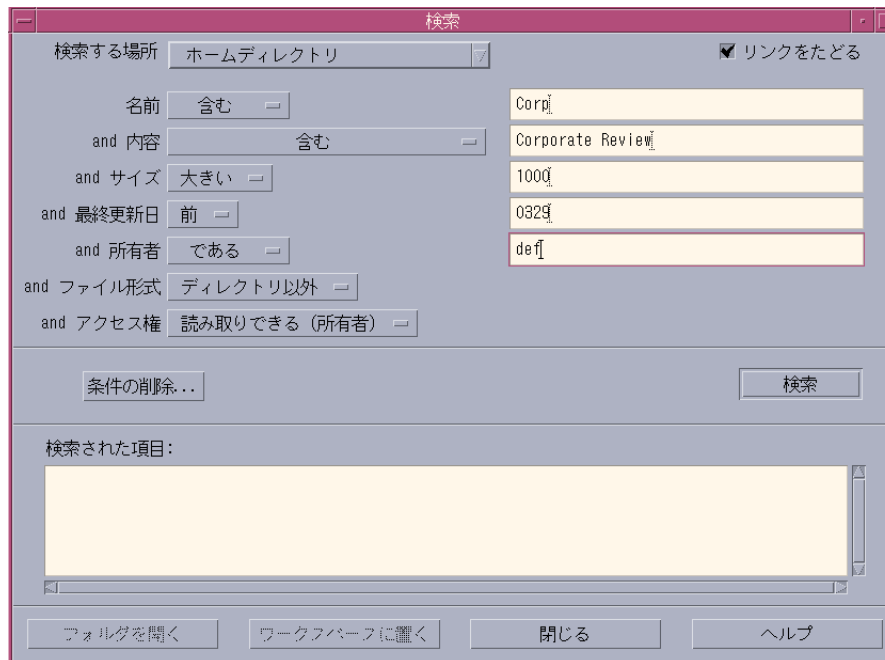 検索
検索する場所 ホームディレクトリ リンクをたどる
名前 含む Corp
and 内容 含む Corporate Review
and サイズ 大きい 1000
and 最終更新日 前 0329
and 所有者 である def
and ファイル形式 ディレクトリ以外
and アクセス権 読み取りできる (所有者)
条件の削除... 検索
検索された項目:
フォルダを開く ワークスペースに置く 閉じる ヘルプ